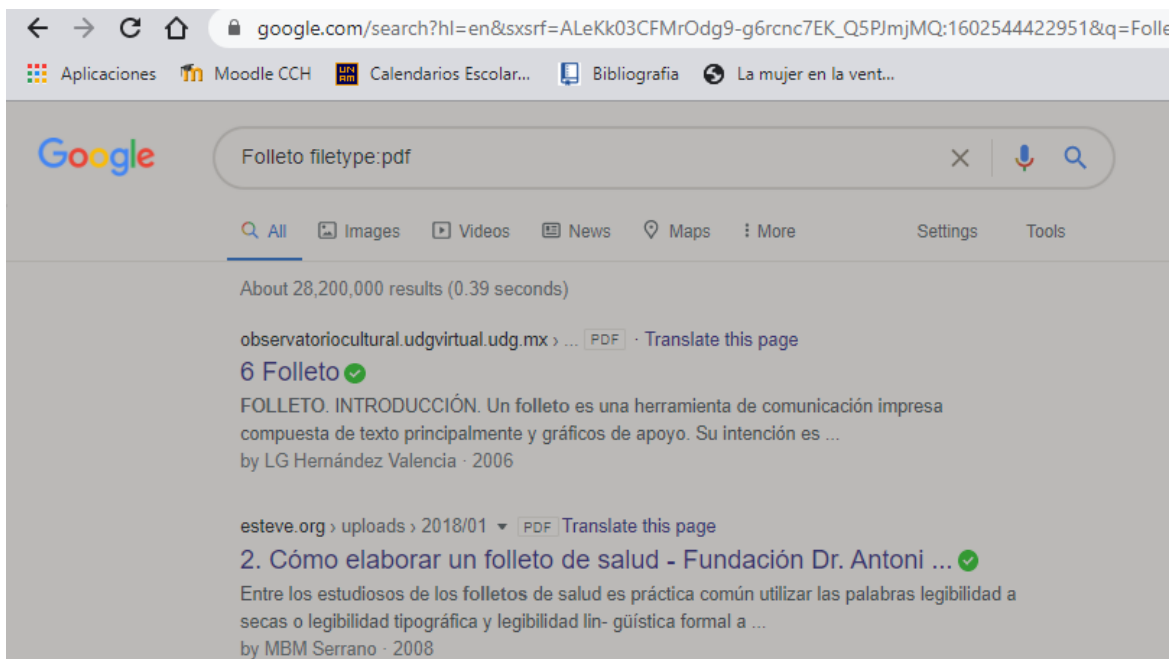 google.com/search?hl=en&sxsrf=ALeKk03CFMrOdg9-g6rcnc7EK_Q5PJmjMQ:1602544422951&q=Folle
Aplicaciones Moodle CCH UNAM Calendarios Escolar... Bibliografia La mujer en la vent...
Google Folleto filetype:pdf
All Images Videos News Maps More Settings Tools
About 28,200,000 results (0.39 seconds)
observatoriocultural.udgvirtual.udg.mx › ... PDF · Translate this page
6 Folleto
FOLLETO. INTRODUCCIÓN. Un folleto es una herramienta de comunicación impresa
compuesta de texto principalmente y gráficos de apoyo. Su intención es ...
by LG Hernández Valencia · 2006
esteve.org › uploads › 2018/01 PDF Translate this page
2. Cómo elaborar un folleto de salud - Fundación Dr. Antoni ...
Entre los estudiosos de los folletos de salud es práctica común utilizar las palabras legibilidad a
secas o legibilidad tipográfica y legibilidad lin- güística formal a ...
by MBM Serrano · 2008